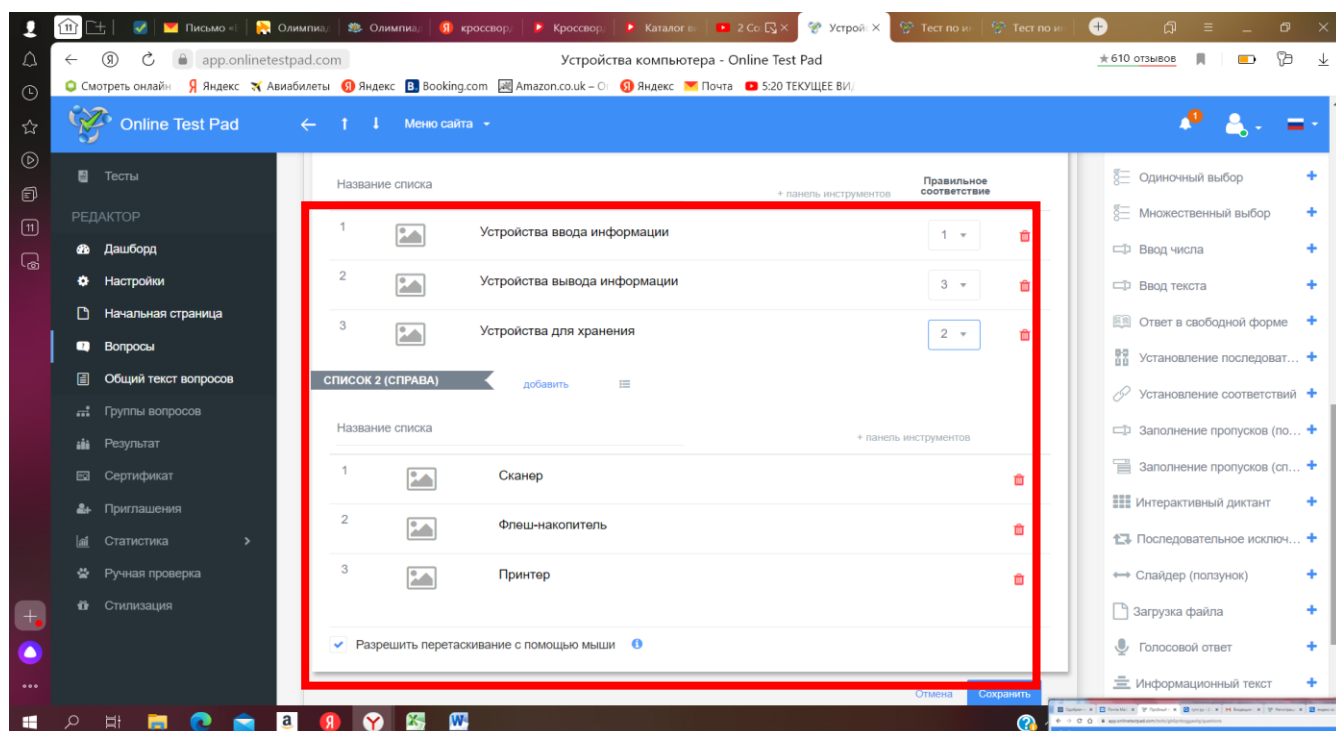 Письмо «
Олимпиа
Олимпиа
кроссвор
Кроссвор
Каталог в
2 Co
Устрой
Тест по и
Тест по и
app.onlinetestpad.com
Устройства компьютера - Online Test Pad
610 отзывов
Смотреть онлайн
Яндекс
Авиабилеты
Яндекс
Booking.com
Amazon.co.uk – O
Яндекс
Почта
5:20 ТЕКУЩЕЕ ВИ
Online Test Pad
Меню сайта
1
Тесты
РЕДАКТОР
Дашборд
Настройки
Начальная страница
Вопросы
Общий текст вопросов
Группы вопросов
Результат
Сертификат
Приглашения
Статистика
Ручная проверка
Стилизация
Название списка
+ панель инструментов
Правильное
соответствие
1 Устройства ввода информации 1
2 Устройства вывода информации 3
3 Устройства для хранения 2
СПИСОК 2 (СПРАВА)
добавить
Название списка
+ панель инструментов
1 Сканер
2 Флеш-накопитель
3 Принтер
Разрешить перетаскивание с помощью мыши
Отмена
Сохранить
Одиночный выбор
Множественный выбор
Ввод числа
Ввод текста
Ответ в свободной форме
Установление последоват...
Установление соответствий
Заполнение пропусков (по...
Заполнение пропусков (сп...
Интерактивный диктант
Последовательное исключ...
Слайдер (ползунок)
Загрузка файла
Голосовой ответ
Информационный текст